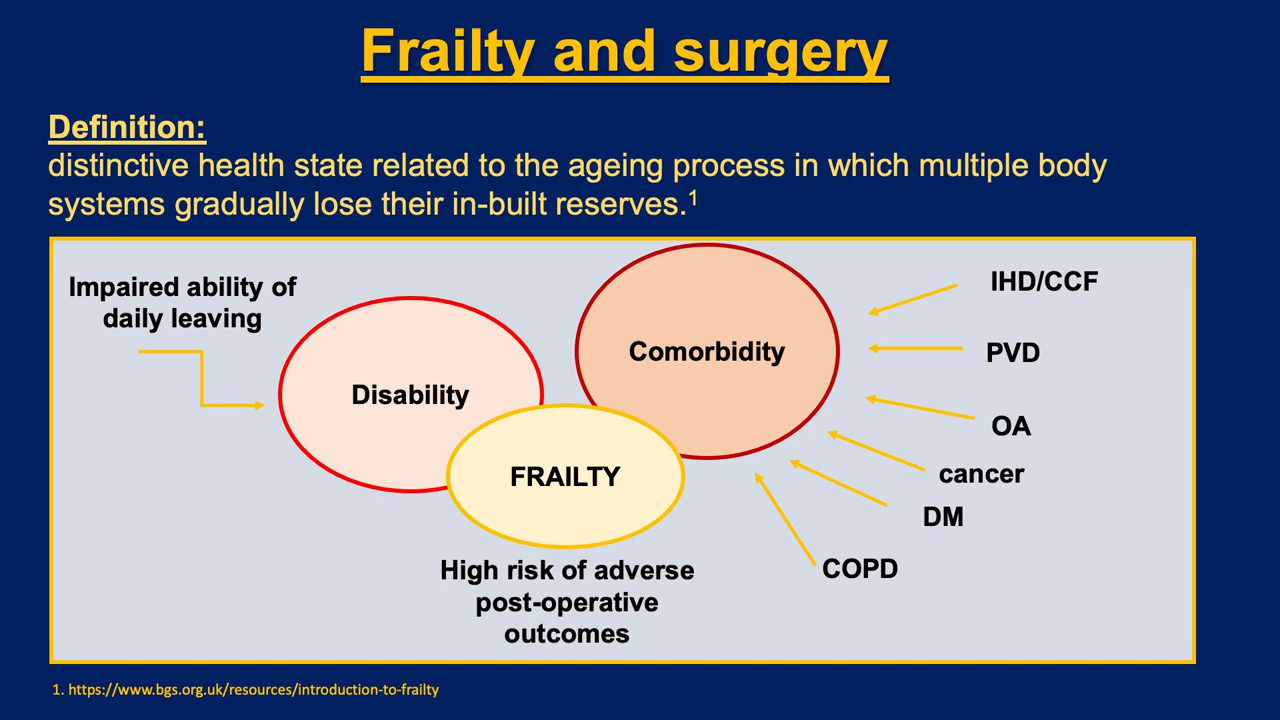 Frailty and surgery
Definition:
distinctive health state related to the ageing process in which multiple body
systems gradually lose their in-built reserves.1
Impaired ability of
daily leaving
Disability
Comorbidity
FRAILTY
High risk of adverse
post-operative
outcomes
IHD/CCF
PVD
OA
cancer
DM
COPD
1. https://www.bgs.org.uk/resources/introduction-to-frailty